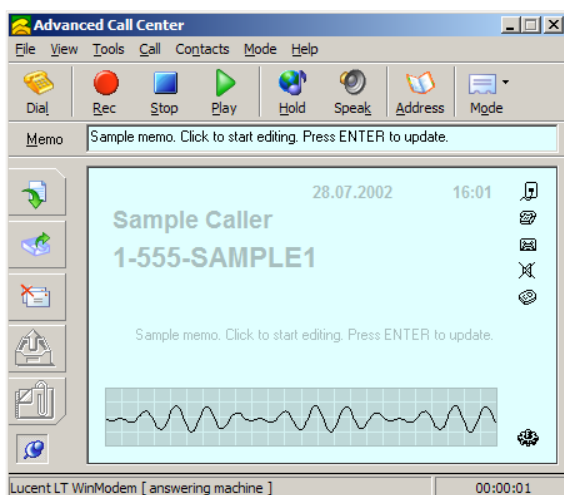 Advanced Call Center
File View Tools Call Contacts Mode Help
Dial Rec Stop Play Hold Speak Address Mode
Memo Sample memo. Click to start editing. Press ENTER to update.
28.07.2002 16:01
Sample Caller
1-555-SAMPLE1
Sample memo. Click to start editing. Press ENTER to update.
Lucent LT WinModem [ answering machine ] 00:00:01